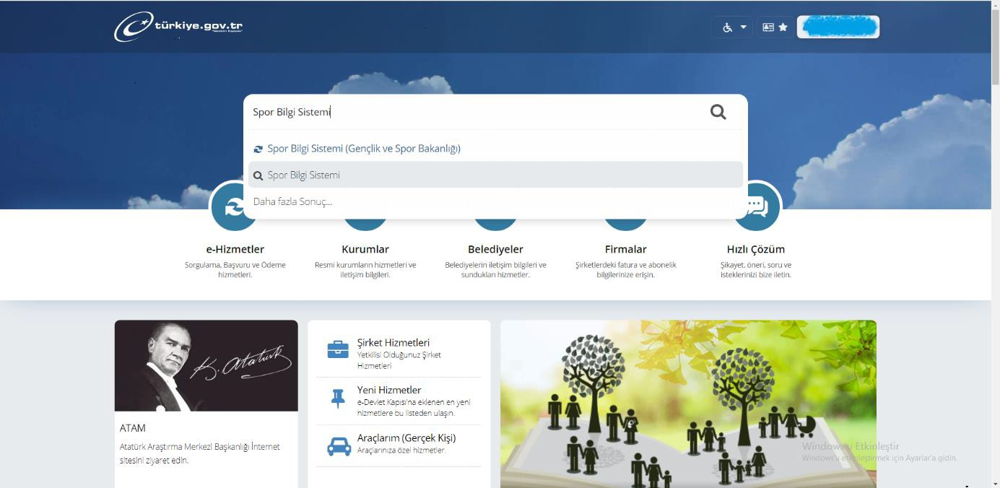 türkiye.gov.tr
Spor Bilgi Sistemi
Spor Bilgi Sistemi (Gençlik ve Spor Bakanlığı)
Spor Bilgi Sistemi
Daha fazla Sonuç...
e-Hizmetler
Sorgulama, Başvuru ve Ödeme
hizmetleri.
Kurumlar
Resmi kurumların hizmetleri ve
iletişim bilgileri.
Belediyeler
Belediyelerin iletişim bilgileri ve
sundukları hizmetler.
Firmalar
Şirketlerdeki fatura ve abonelik
bilgilerinize erişin.
Hızlı Çözüm
Şikayet, öneri, soru ve
isteklerinizi bize iletin.
K. Atatürk
ATAM
Atatürk Araştırma Merkezi Başkanlığı İnternet
sitesini ziyaret edin.
Şirket Hizmetleri
Yetkilisi Olduğunuz Şirket
Hizmetleri
Yeni Hizmetler
e-Devlet Kapısı'na eklenen en yeni
hizmetlere bu listeden ulaşın.
Araçlarım (Gerçek Kişi)
Araçlarınıza özel hizmetler.
Windows'u Etkinleştir
Windows'u etkinleştirmek için Ayarlar'a gidin.